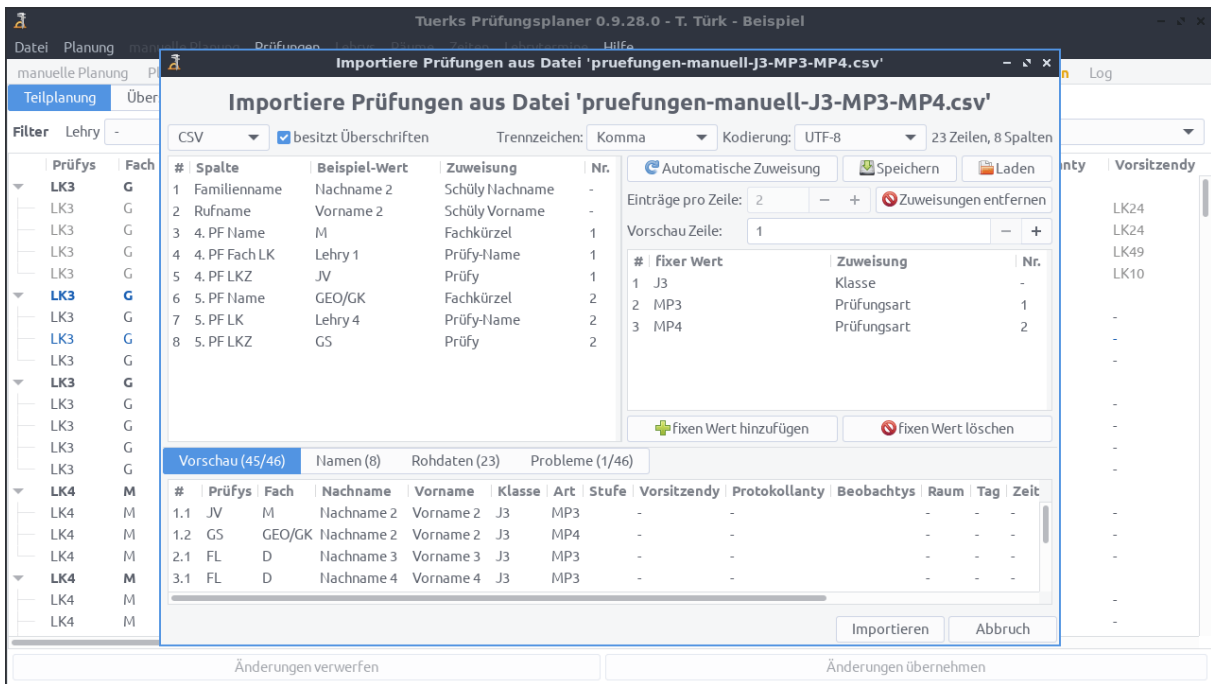 Tuerks Prüfungsplaner 0.9.28.0 - T. Türk - Beispiel
Datei Planung manuelle Planung Prüfungen Lehrys Räume Zeiten Lehrytermine Hilfe
manuelle Planung
Log
Teilplanung
Filter Lehry -
Prüfys Fach
Vorsitzendy
LK3 G
LK3 G LK24
LK3 G LK24
LK3 G LK49
LK3 G LK10
LK3 G
LK3 G -
LK3 G -
LK3 G -
LK3 G
LK3 G -
LK3 G -
LK3 G -
LK3 G -
LK4 M
LK4 M -
LK4 M -
LK4 M -
LK4 M
LK4 M -
LK4 M -
Importiere Prüfungen aus Datei 'pruefungen-manuell-J3-MP3-MP4.csv'
Importiere Prüfungen aus Datei 'pruefungen-manuell-J3-MP3-MP4.csv'
CSV besitzt Überschriften Trennzeichen: Komma Kodierung: UTF-8 23 Zeilen, 8 Spalten
# Spalte Beispiel-Wert Zuweisung Nr.
1 Familienname Nachname 2 Schüly Nachname -
2 Rufname Vorname 2 Schüly Vorname -
3 4. PF Name M Fachkürzel 1
4 4. PF Fach LK Lehry 1 Prüfy-Name 1
5 4. PF LKZ JV Prüfy 1
6 5. PF Name GEO/GK Fachkürzel 2
7 5. PF LK Lehry 4 Prüfy-Name 2
8 5. PF LKZ GS Prüfy 2
Automatische Zuweisung Speichern Laden
Einträge pro Zeile: 2 - + Zuweisungen entfernen
Vorschau Zeile: 1 - +
# fixer Wert Zuweisung Nr.
1 J3 Klasse -
2 MP3 Prüfungsart 1
3 MP4 Prüfungsart 2
fixen Wert hinzufügen fixen Wert löschen
Vorschau (45/46) Namen (8) Rohdaten (23) Probleme (1/46)
# Prüfys Fach Nachname Vorname Klasse Art Stufe Vorsitzendy Protokollanty Beobachtys Raum Tag Zeit
1.1 JV M Nachname 2 Vorname 2 J3 MP3 - - - - -
1.2 GS GEO/GK Nachname 2 Vorname 2 J3 MP4 - - - - -
2.1 FL D Nachname 3 Vorname 3 J3 MP3 - - - - -
3.1 FL D Nachname 4 Vorname 4 J3 MP3 - - - - -
Importieren Abbruch
Änderungen verwerfen Änderungen übernehmen